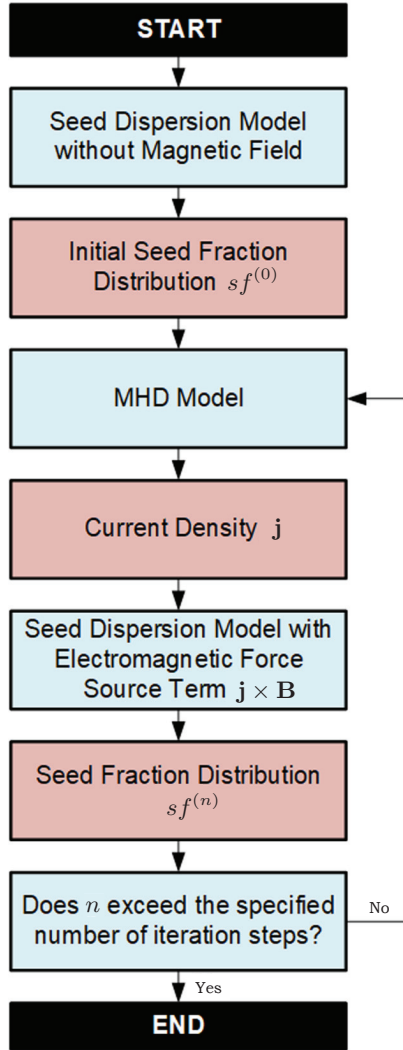 START
Seed Dispersion Model
without Magnetic Field
Initial Seed Fraction
Distribution sf⁽⁰⁾
MHD Model
Current Density j
Seed Dispersion Model with
Electromagnetic Force
Source Term j × B
Seed Fraction Distribution
sf⁽ⁿ⁾
Does n exceed the specified
number of iteration steps?
No
Yes
END